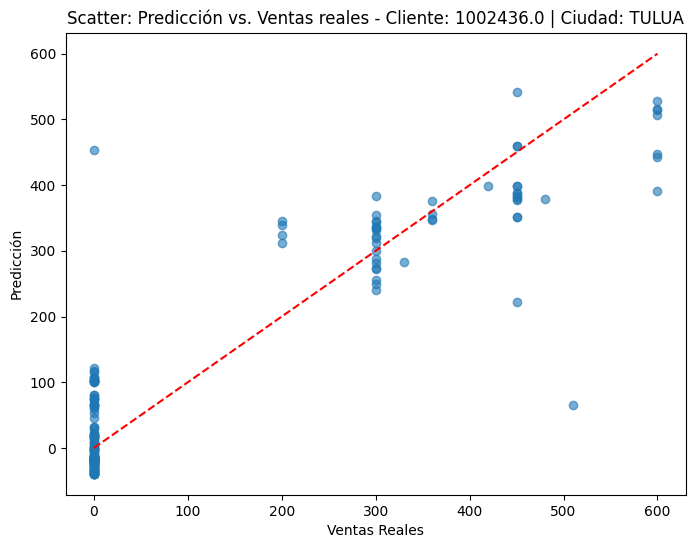 Scatter: Predicción vs. Ventas reales - Cliente: 1002436.0 | Ciudad: TULUA
600
500
400
300
200
100
0
Predicción
0 100 200 300 400 500 600
Ventas Reales